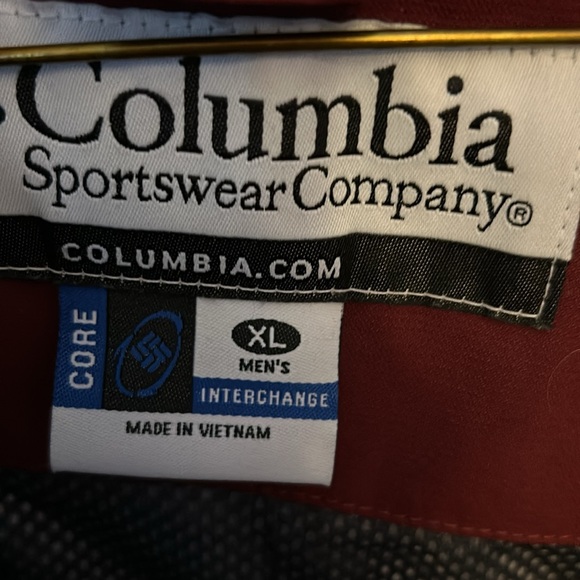 Columbia
Sportswear Company®
COLUMBIA.COM
CORE
XL
MEN'S
INTERCHANGE
MADE IN VIETNAM